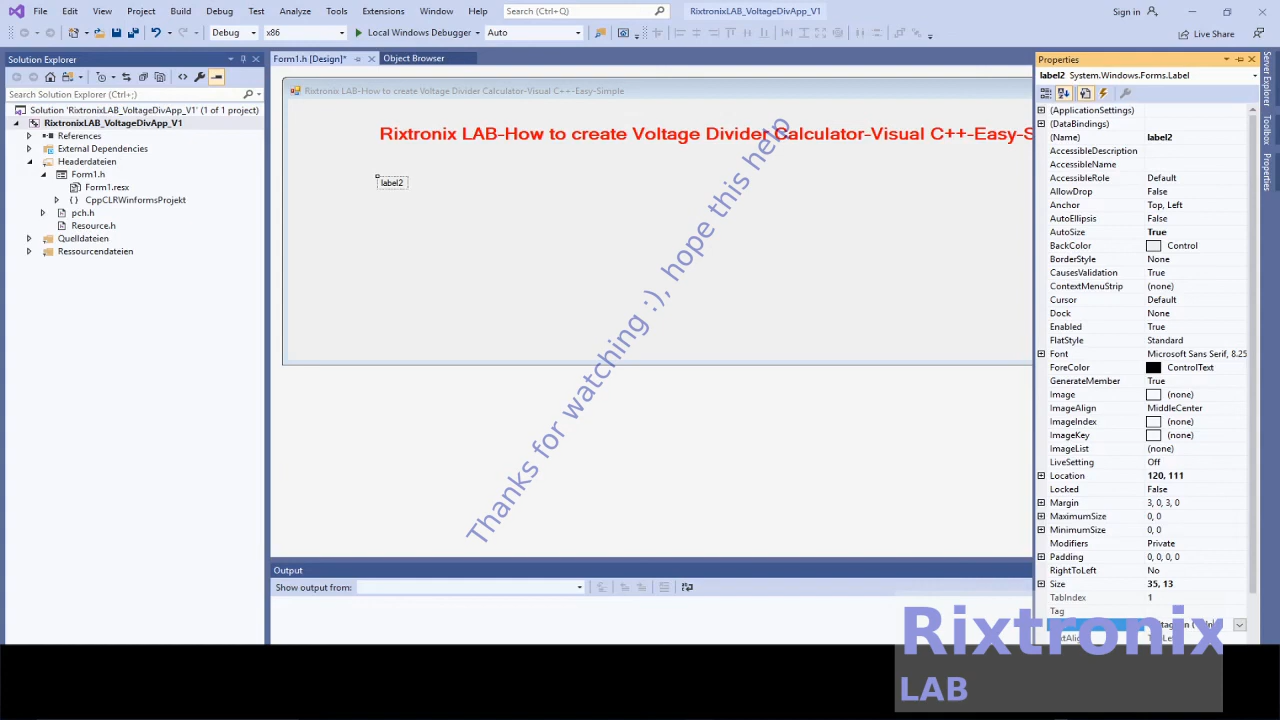 File Edit View Project Build Debug Test Analyze Tools Extensions Window Help Search (Ctrl+Q) RixtronixLAB_VoltageDivApp_V1 Sign in
Debug x86 Local Windows Debugger Auto Live Share
Solution Explorer
Search Solution Explorer (Ctrl+;)
Solution 'RixtronixLAB_VoltageDivApp_V1' (1 of 1 project)
RixtronixLAB_VoltageDivApp_V1
References
External Dependencies
Headerdateien
Form1.h
Form1.resx
CppCLRWinformsProjekt
pch.h
Resource.h
Quelldateien
Ressourcendateien
Form1.h [Design]* Object Browser
Rixtronix LAB-How to create Voltage Divider Calculator-Visual C++-Easy-Simple
Rixtronix LAB-How to create Voltage Divider Calculator-Visual C++-Easy-S
label2
Thanks for watching :), hope this help
Output
Show output from:
Properties
label2 System.Windows.Forms.Label
(ApplicationSettings)
(DataBindings)
(Name) label2
AccessibleDescription
AccessibleName
AccessibleRole Default
AllowDrop False
Anchor Top, Left
AutoEllipsis False
AutoSize True
BackColor Control
BorderStyle None
CausesValidation True
ContextMenuStrip (none)
Cursor Default
Dock None
Enabled True
FlatStyle Standard
Font Microsoft Sans Serif, 8.25
ForeColor ControlText
GenerateMember True
Image (none)
ImageAlign MiddleCenter
ImageIndex (none)
ImageKey (none)
ImageList (none)
LiveSetting Off
Location 120, 111
Locked False
Margin 3, 0, 3, 0
MaximumSize 0, 0
MinimumSize 0, 0
Modifiers Private
Padding 0, 0, 0, 0
RightToLeft No
Size 35, 13
TabIndex 1
Tag
Server Explorer
Toolbox
Properties
Rixtronix
LAB